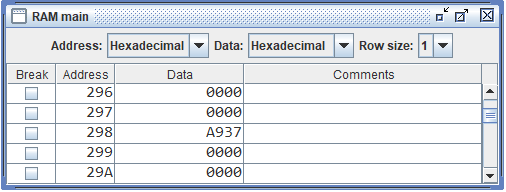 RAM main
Address: Hexadecimal Data: Hexadecimal Row size: 1
Break Address Data Comments
296 0000
297 0000
298 A937
299 0000
29A 0000